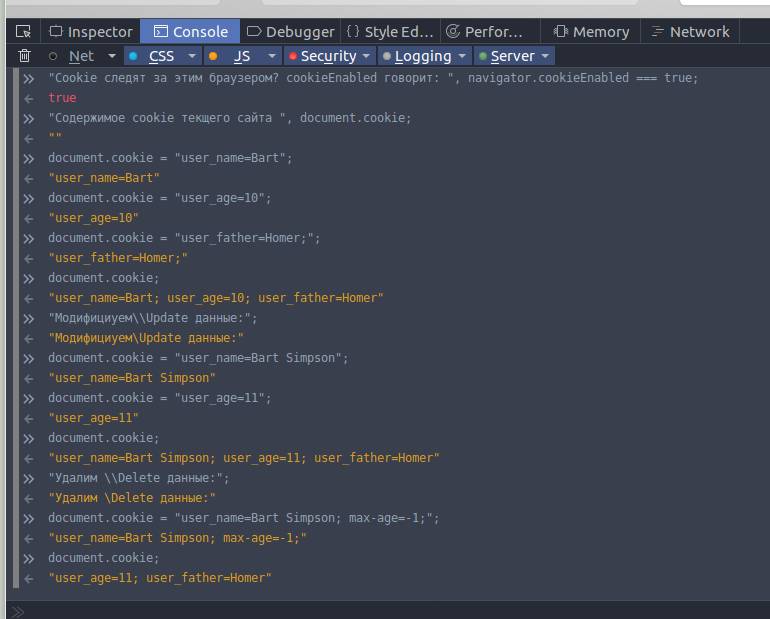 Inspector Console Debugger { } Style Ed... Perfor... Memory Network
Net CSS JS Security Logging Server
"Cookie следят за этим браузером? cookieEnabled говорит: ", navigator.cookieEnabled === true;
true
"Содержимое cookie текщего сайта ", document.cookie;
""
document.cookie = "user_name=Bart";
"user_name=Bart"
document.cookie = "user_age=10";
"user_age=10"
document.cookie = "user_father=Homer;";
"user_father=Homer;"
document.cookie;
"user_name=Bart; user_age=10; user_father=Homer"
"Модифициуем\\Update данные:";
"Модифициуем\Update данные:"
document.cookie = "user_name=Bart Simpson";
"user_name=Bart Simpson"
document.cookie = "user_age=11";
"user_age=11"
document.cookie;
"user_name=Bart Simpson; user_age=11; user_father=Homer"
"Удалим \\Delete данные:";
"Удалим \Delete данные:"
document.cookie = "user_name=Bart Simpson; max-age=-1;";
"user_name=Bart Simpson; max-age=-1;"
document.cookie;
"user_age=11; user_father=Homer"